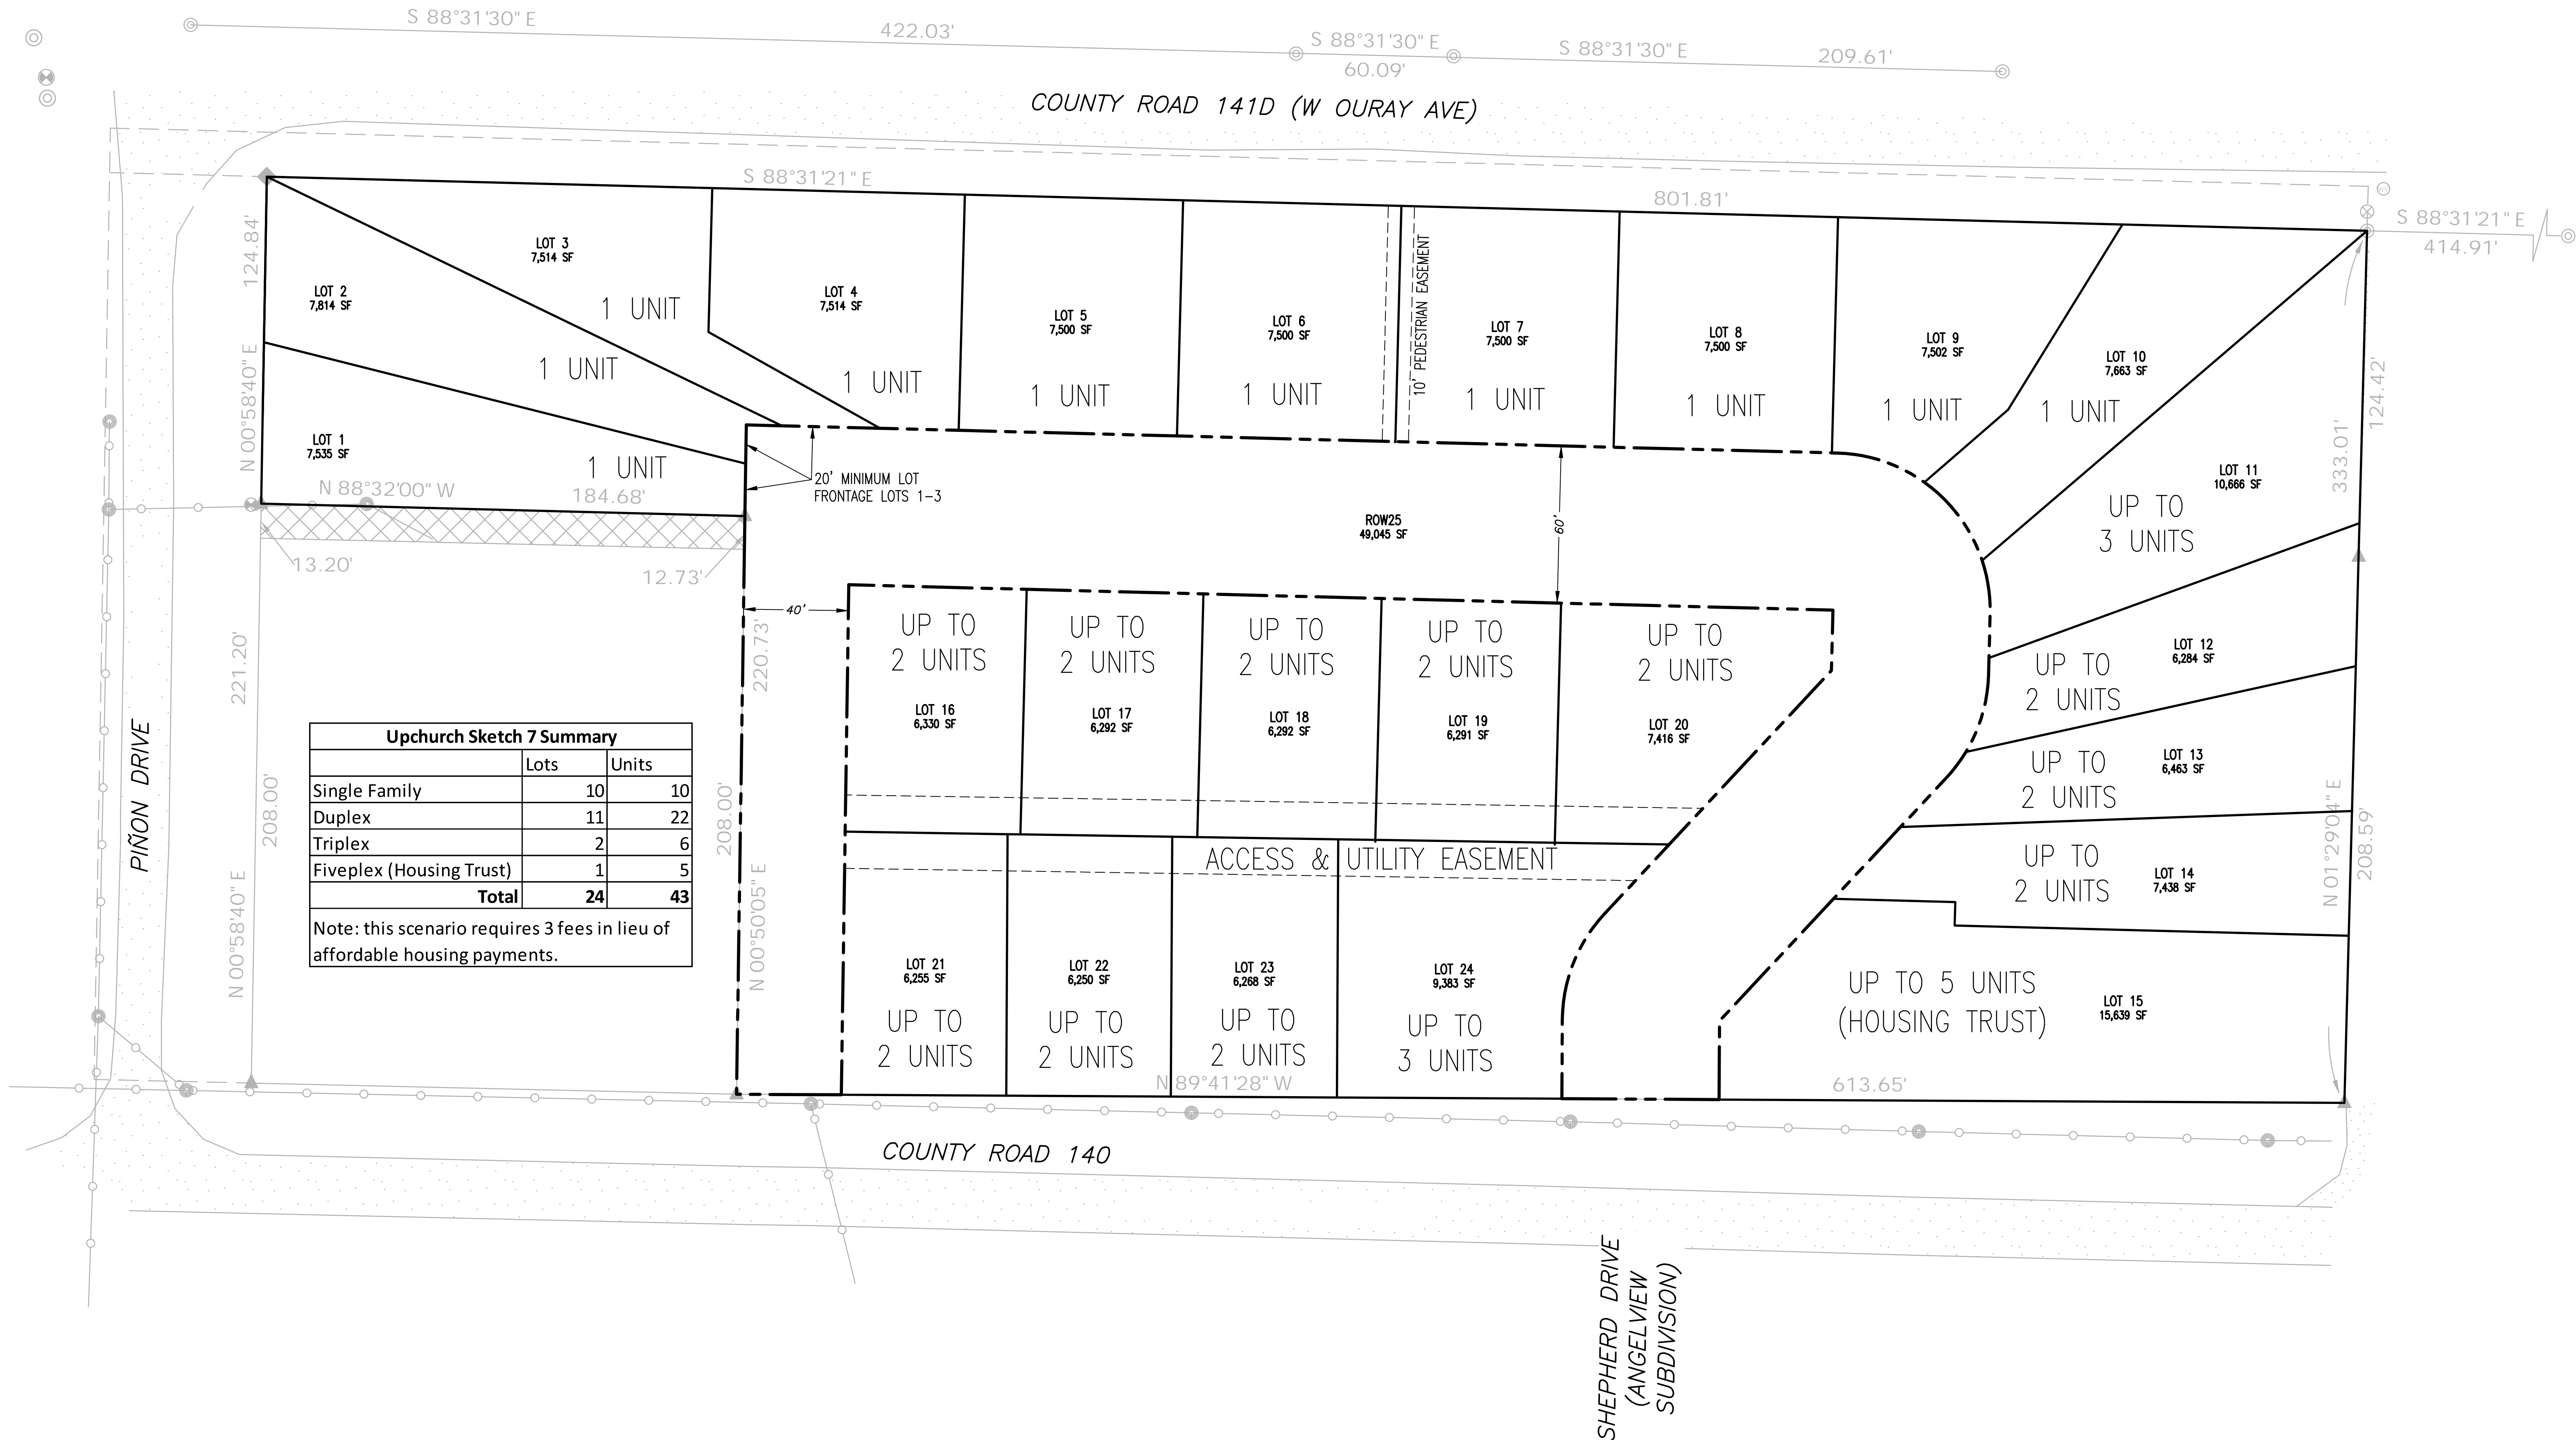 S 88°31'30" E
422.03'
S 88°31'30" E
60.09'
S 88°31'30" E
209.61'
COUNTY ROAD 141D (W OURAY AVE)
S 88°31'21" E
801.81'
S 88°31'21" E
414.91'
124.84'
N 00°58'40" E
LOT 3
7,514 SF
1 UNIT
LOT 2
7,814 SF
1 UNIT
LOT 1
7,535 SF
1 UNIT
LOT 4
7,514 SF
1 UNIT
LOT 5
7,500 SF
1 UNIT
LOT 6
7,500 SF
1 UNIT
10' PEDESTRIAN EASEMENT
LOT 7
7,500 SF
1 UNIT
LOT 8
7,500 SF
1 UNIT
LOT 9
7,502 SF
1 UNIT
LOT 10
7,663 SF
1 UNIT
LOT 11
10,666 SF
UP TO
3 UNITS
333.01'
124.42'
N 88°32'00" W
184.68'
13.20'
12.73'
20' MINIMUM LOT
FRONTAGE LOTS 1-3
ROW25
49,045 SF
60'
40'
221.20'
220.73'
UP TO
2 UNITS
LOT 16
6,330 SF
UP TO
2 UNITS
LOT 17
6,292 SF
UP TO
2 UNITS
LOT 18
6,292 SF
UP TO
2 UNITS
LOT 19
6,291 SF
UP TO
2 UNITS
LOT 20
7,416 SF
LOT 12
6,284 SF
UP TO
2 UNITS
LOT 13
6,463 SF
UP TO
2 UNITS
LOT 14
7,438 SF
UP TO
2 UNITS
N 01°29'04" E
208.59'
UP TO 5 UNITS
(HOUSING TRUST)
LOT 15
15,639 SF
PIÑON DRIVE
208.00'
N 00°58'40" E
Upchurch Sketch 7 Summary
Lots Units
Single Family 10 10
Duplex 11 22
Triplex 2 6
Fiveplex (Housing Trust) 1 5
Total 24 43
Note: this scenario requires 3 fees in lieu of
affordable housing payments.
208.00'
N 00°50'05" E
ACCESS & UTILITY EASEMENT
LOT 21
6,255 SF
UP TO
2 UNITS
LOT 22
6,250 SF
UP TO
2 UNITS
LOT 23
6,268 SF
UP TO
2 UNITS
LOT 24
9,383 SF
UP TO
3 UNITS
N 89°41'28" W
613.65'
COUNTY ROAD 140
SHEPHERD DRIVE
(ANGELVIEW
SUBDIVISION)